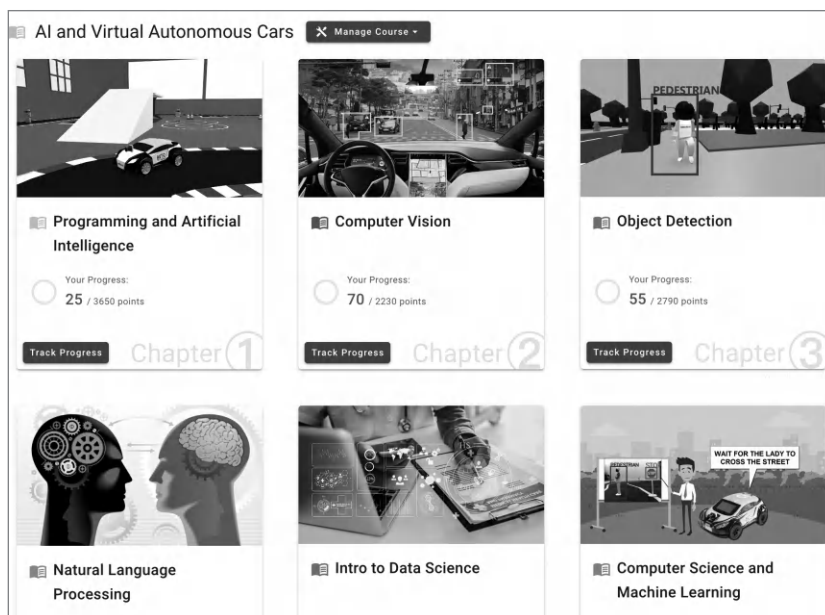 AI and Virtual Autonomous Cars
Manage Course
PEDESTRIAN
Programming and Artificial
Intelligence
Your Progress:
25 / 3650 points
Track Progress
Chapter 1
Computer Vision
Your Progress:
70 / 2230 points
Track Progress
Chapter 2
Object Detection
Your Progress:
55 / 2790 points
Track Progress
Chapter 3
Natural Language
Processing
Intro to Data Science
PEDESTRIAN
WAIT FOR THE LADY TO
CROSS THE STREET
Computer Science and
Machine Learning